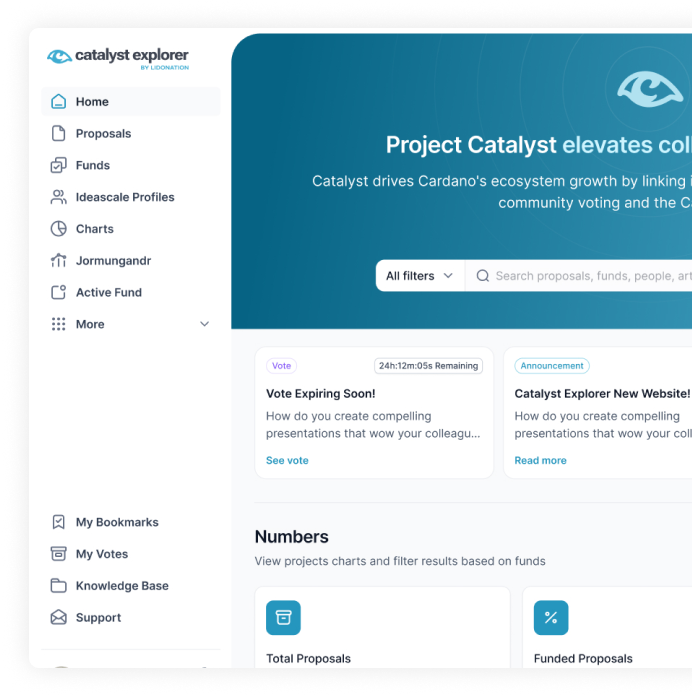 catalyst explorer
BY LIDONATION
Home
Proposals
Funds
Ideascale Profiles
Charts
Jormungandr
Active Fund
More
My Bookmarks
My Votes
Knowledge Base
Support
Project Catalyst elevates col
Catalyst drives Cardano's ecosystem growth by linking
community voting and the C
All filters
Search proposals, funds, people, art
Vote
24h:12m:05s Remaining
Vote Expiring Soon!
How do you create compelling
presentations that wow your colleagu...
See vote
Announcement
Catalyst Explorer New Website!
How do you create compelling
presentations that wow your coll
Read more
Numbers
View projects charts and filter results based on funds
Total Proposals
%
Funded Proposals